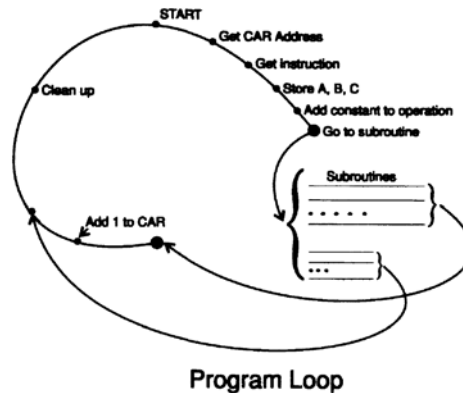 START
Get CAR Address
Get instruction
Store A, B, C
Add constant to operation
Go to subroutine
Subroutines
Clean up
Add 1 to CAR
Program Loop